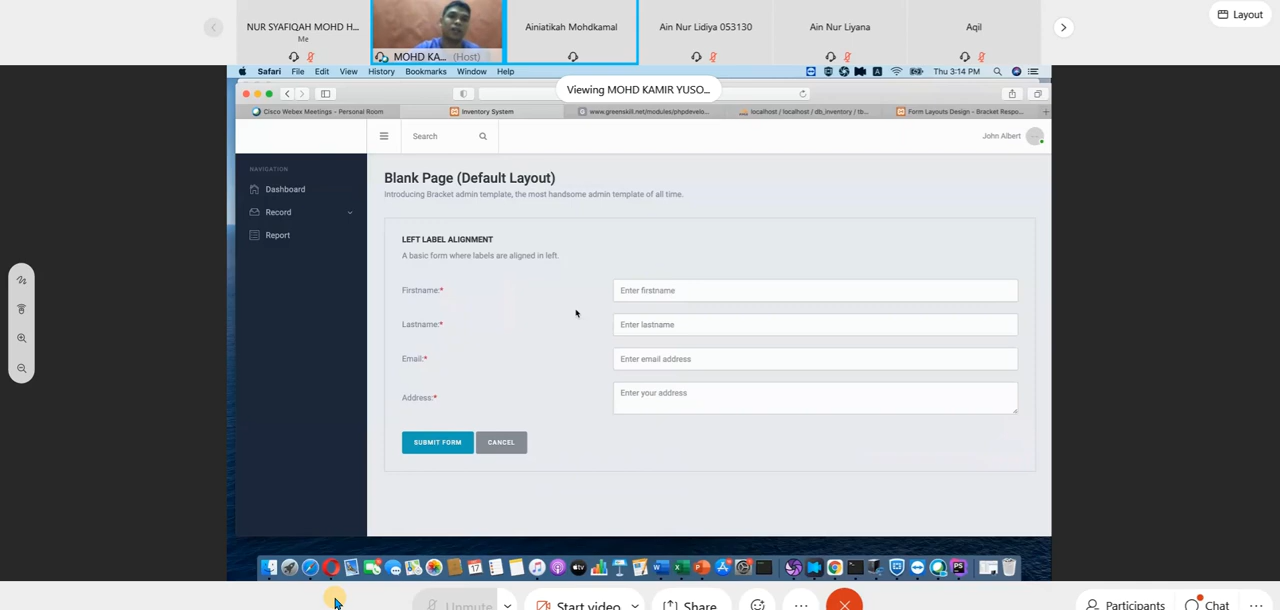 NUR SYAFIQAH MOHD H...
Me
MOHD KA... (Host)
Ainiatikah Mohdkamal
Ain Nur Lidiya 053130
Ain Nur Liyana
Aqil
Layout
Safari File Edit View History Bookmarks Window Help
Thu 3:14 PM
Viewing MOHD KAMIR YUSO...
Cisco Webex Meetings - Personal Room
Inventory System
www.greenskill.net/modules/phpdevelo...
localhost / localhost / db_inventory / tb...
Form Layouts Design - Bracket Respo...
Search
John Albert
NAVIGATION
Dashboard
Record
Report
Blank Page (Default Layout)
Introducing Bracket admin template, the most handsome admin template of all time.
LEFT LABEL ALIGNMENT
A basic form where labels are aligned in left.
Firstname:* Enter firstname
Lastname:* Enter lastname
Email:* Enter email address
Address:* Enter your address
SUBMIT FORM CANCEL
Unmute
Start video
Share
Participants
Chat